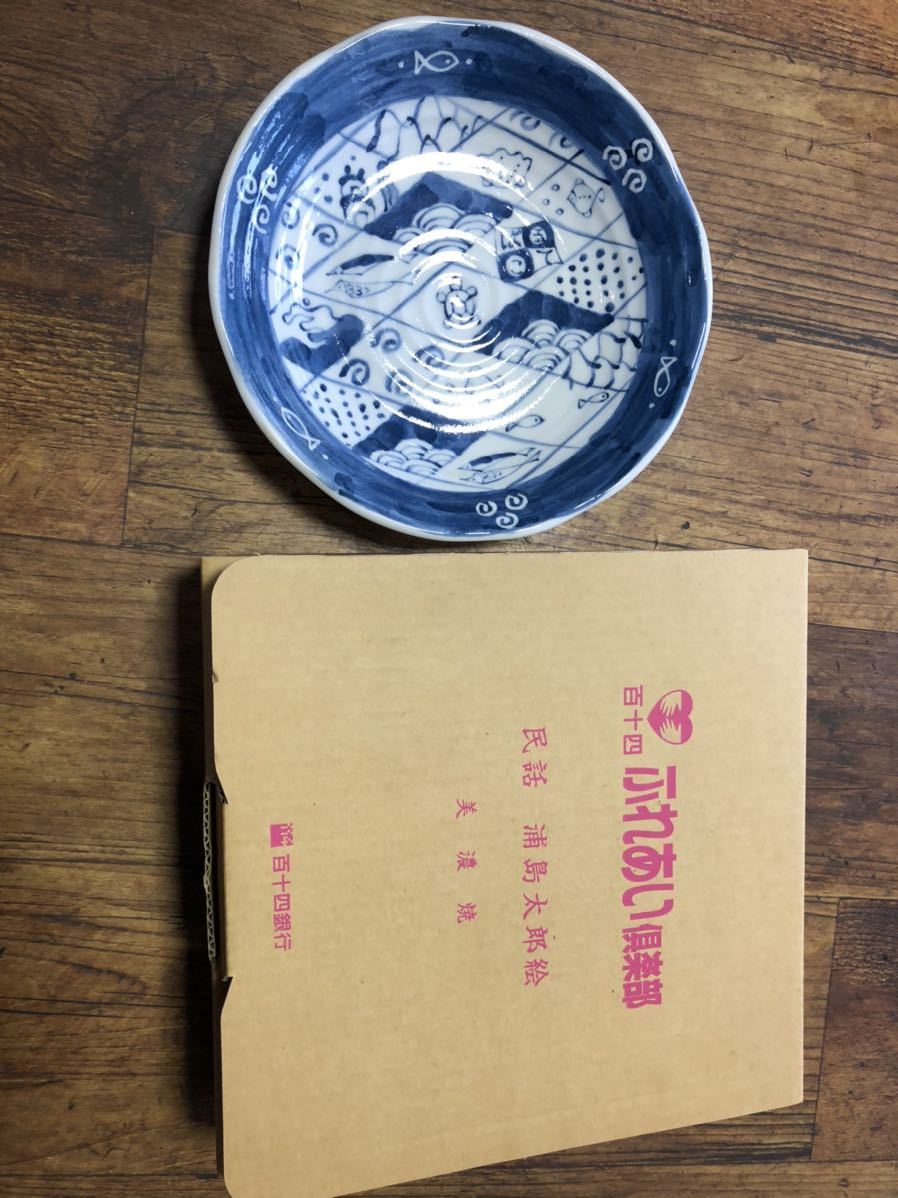 百十四
ふれあい倶楽部
民話 浦島太郎絵
美濃焼
百十四銀行